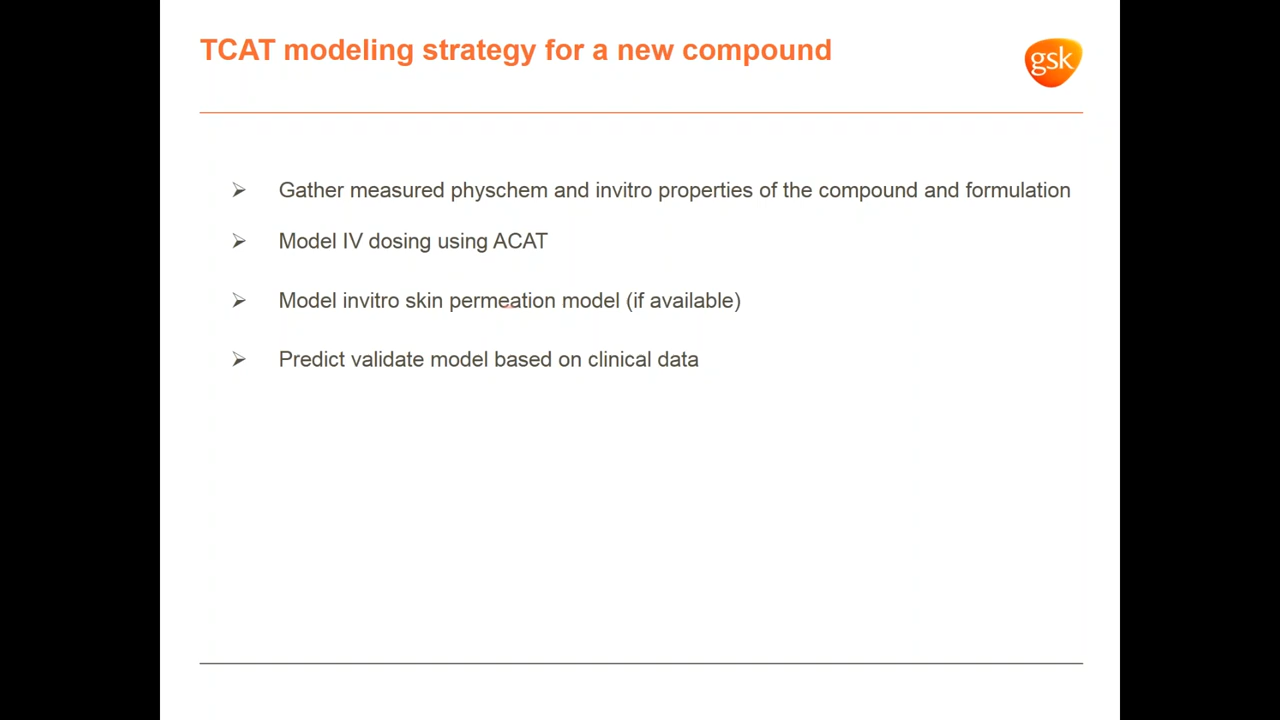 TCAT modeling strategy for a new compound
gsk
Gather measured physchem and invitro properties of the compound and formulation
Model IV dosing using ACAT
Model invitro skin permeation model (if available)
Predict validate model based on clinical data